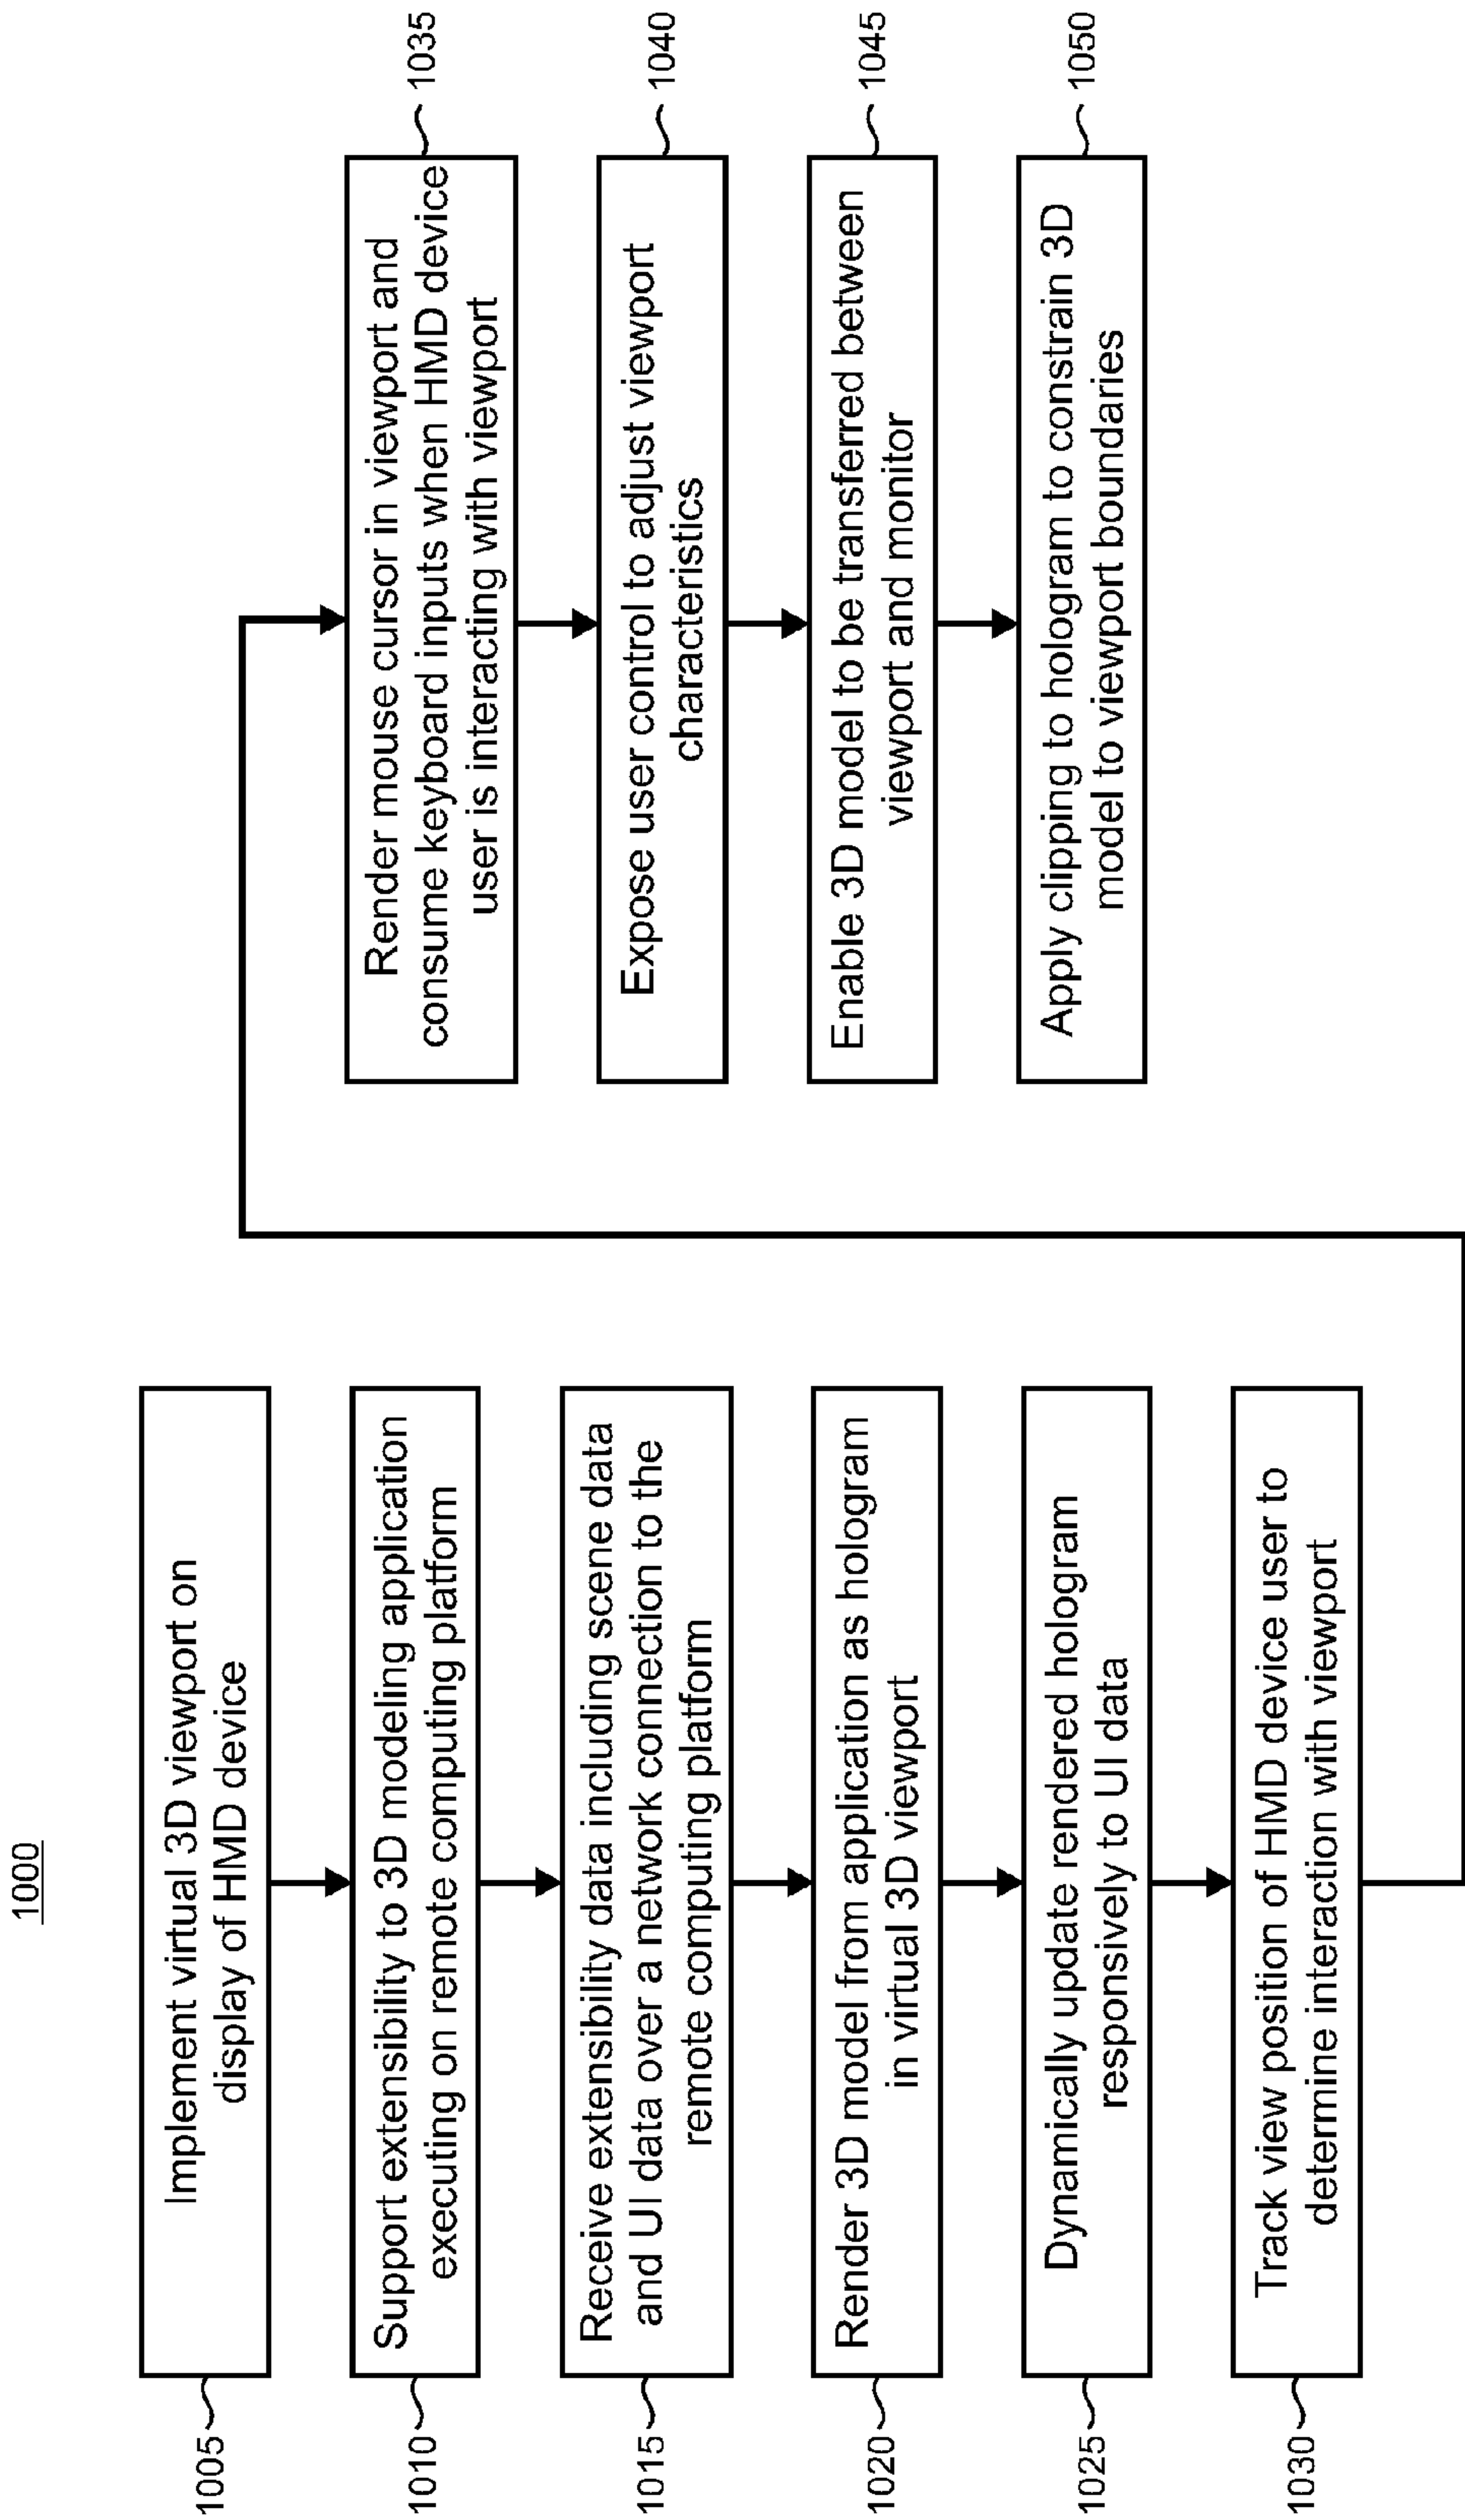 1000
1005
Implement virtual 3D viewport on
display of HMD device
1010
Support extensibility to 3D modeling application
executing on remote computing platform
1015
Receive extensibility data including scene data
and UI data over a network connection to the
remote computing platform
1020
Render 3D model from application as hologram
in virtual 3D viewport
1025
Dynamically update rendered hologram
responsively to UI data
1030
Track view position of HMD device user to
determine interaction with viewport
Render mouse cursor in viewport and
consume keyboard inputs when HMD device
user is interacting with viewport
1035
Expose user control to adjust viewport
characteristics
1040
Enable 3D model to be transferred between
viewport and monitor
1045
Apply clipping to hologram to constrain 3D
model to viewport boundaries
1050